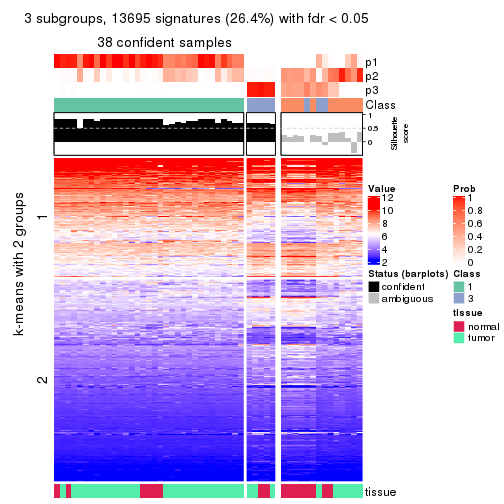 3 subgroups, 13695 signatures (26.4%) with fdr < 0.05
38 confident samples
p1
p2
p3
Class
1
0.5
0
Silhouette
score
k-means with 2 groups
1
2
Value
12
10
8
6
4
2
Prob
1
0.8
0.6
0.4
0.2
0
Status (barplots)
confident
ambiguous
Class
1
3
tissue
normal
tumor
tissue